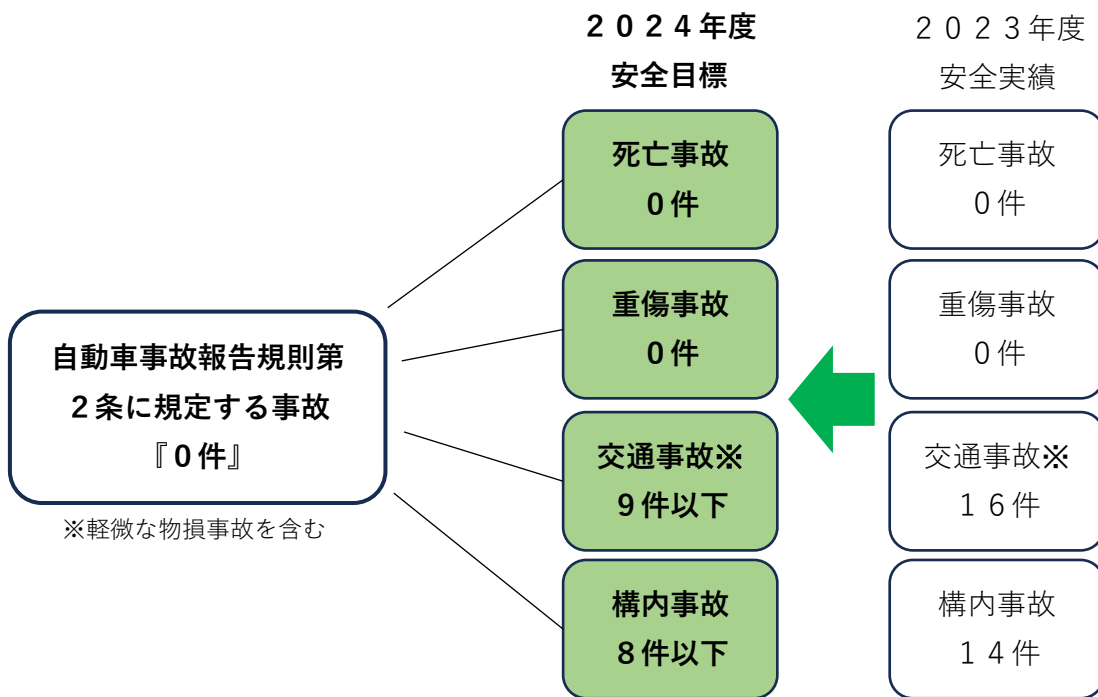 ２０２４年度
安全目標
２０２３年度
安全実績
死亡事故
０件
死亡事故
０件
重傷事故
０件
重傷事故
０件
自動車事故報告規則第
２条に規定する事故
『０件』
※軽微な物損事故を含む
交通事故※
９件以下
交通事故※
１６件
構内事故
８件以下
構内事故
１４件